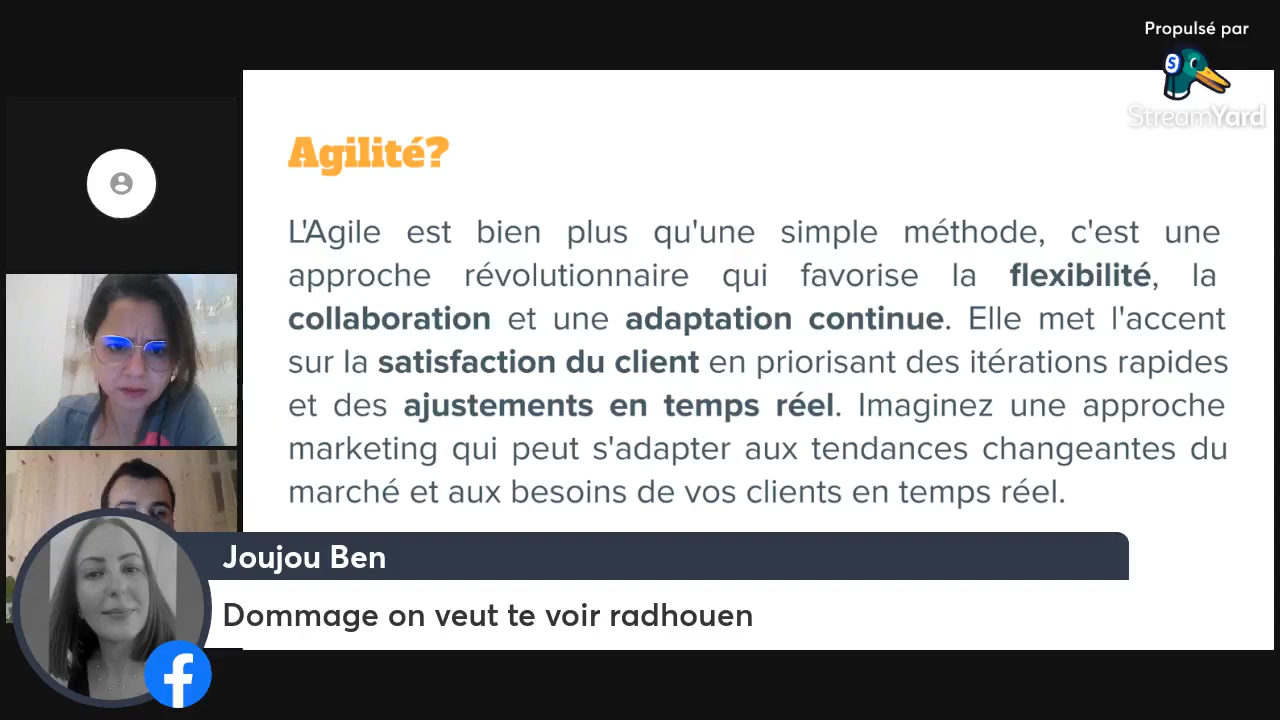 Propulsé par
StreamYard
Agilité?
L'Agile est bien plus qu'une simple méthode, c'est une
approche révolutionnaire qui favorise la flexibilité, la
collaboration et une adaptation continue. Elle met l'accent
sur la satisfaction du client en priorisant des itérations rapides
et des ajustements en temps réel. Imaginez une approche
marketing qui peut s'adapter aux tendances changeantes du
marché et aux besoins de vos clients en temps réel.
Joujou Ben
Dommage on veut te voir radhouen